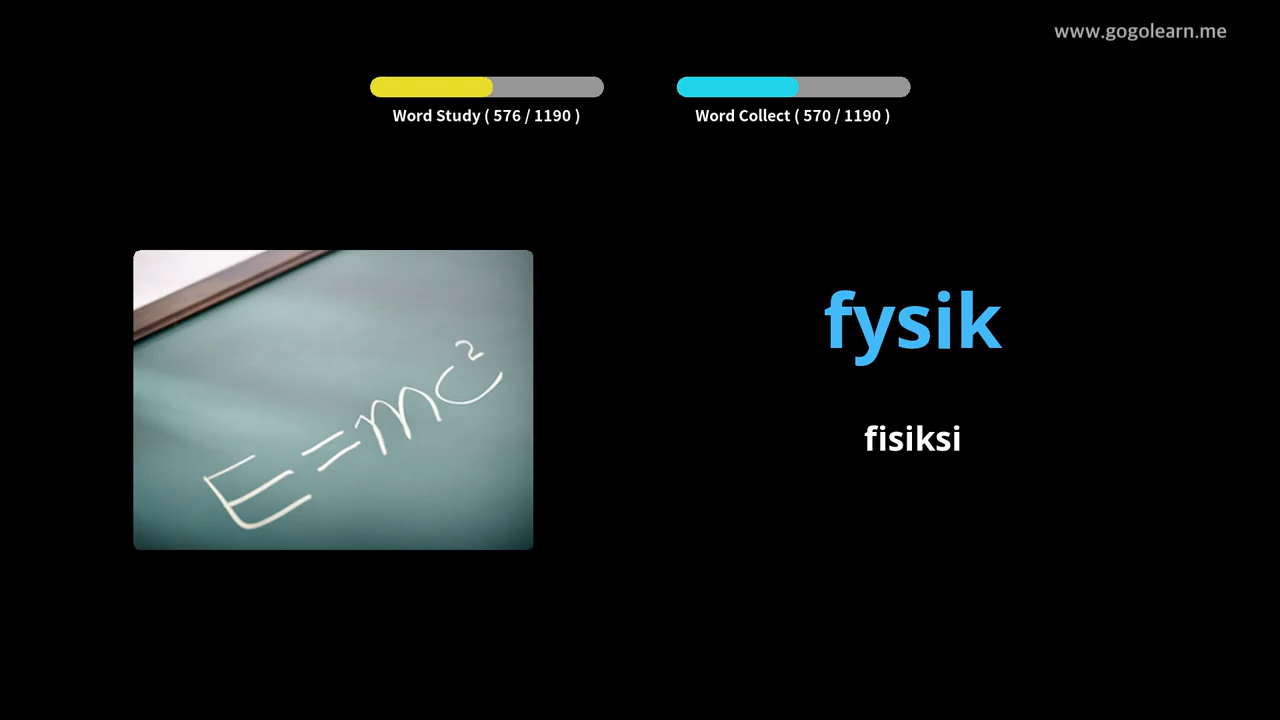 www.gogolearn.me
Word Study ( 576 / 1190 )
Word Collect ( 570 / 1190 )
E=mc²
fysik
fisiksi